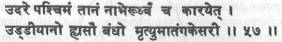 उदरे पश्चिमं तानं नाभेरूर्ध्वं च कारयेत् ।
उड्डीयानो ह्यसौ बंधो मृत्युमातंगकेसरी ।। ५७ ।।